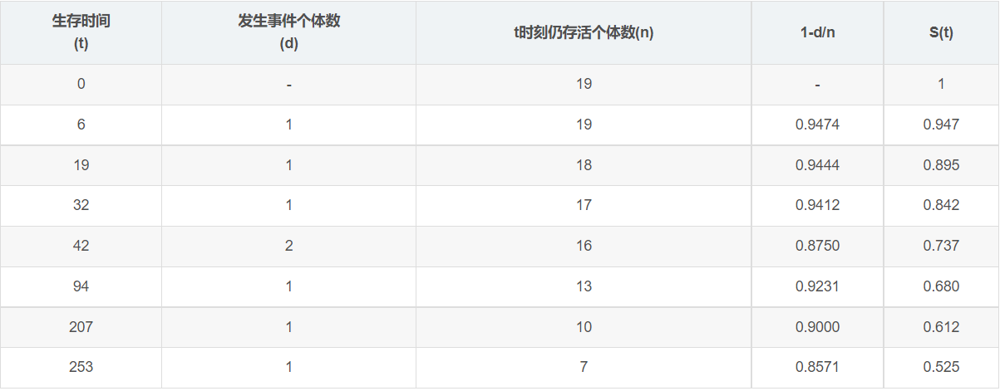 生存时间 发生事件个体数 t时刻仍存活个体数(n) 1-d/n S(t)
(t) (d)
0 - 19 - 1
6 1 19 0.9474 0.947
19 1 18 0.9444 0.895
32 1 17 0.9412 0.842
42 2 16 0.8750 0.737
94 1 13 0.9231 0.680
207 1 10 0.9000 0.612
253 1 7 0.8571 0.525